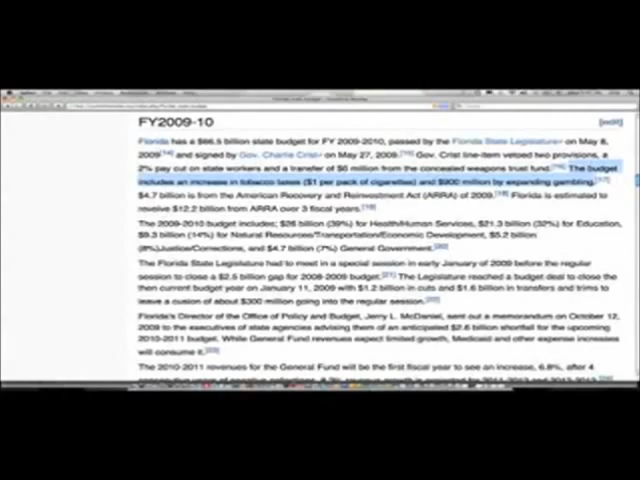 FY2009-10 [edit]
Florida has a $66.5 billion state budget for FY 2009-2010, passed by the Florida State Legislature on May 8,
2009[14] and signed by Gov. Charlie Crist on May 27, 2009.[15] Gov. Crist line-item vetoed two provisions, a
2% pay cut on state workers and a transfer of $6 million from the concealed weapons trust fund.[16] The budget
includes an increase in tobacco taxes ($1 per pack of cigarettes) and $900 million by expanding gambling.[17]
$4.7 billion is from the American Recovery and Reinvestment Act (ARRA) of 2009.[18] Florida is estimated to
receive $12.2 billion from ARRA over 3 fiscal years.[19]
The 2009-2010 budget includes; $26 billion (39%) for Health/Human Services, $21.3 billion (32%) for Education,
$9.3 billion (14%) for Natural Resources/Transportation/Economic Development, $5.2 billion
(8%)Justice/Corrections, and $4.7 billion (7%) General Government.[20]
The Florida State Legislature had to meet in a special session in early January of 2009 before the regular
session to close a $2.5 billion gap for 2008-2009 budget.[21] The Legislature reached a budget deal to close the
then current budget year on January 11, 2009 with $1.2 billion in cuts and $1.6 billion in transfers and trims to
leave a cusion of about $300 million going into the regular session.[22]
Florida's Director of the Office of Policy and Budget, Jerry L. McDaniel, sent out a memorandum on October 12,
2009 to the executives of state agencies advising them of an anticipated $2.6 billion shortfall for the upcoming
2010-2011 budget. While General Fund revenues expect limited growth, Medicaid and other expense increases
will consume it.[23]
The 2010-2011 revenues for the General Fund will be the first fiscal year to see an increase, 6.8%, after 4